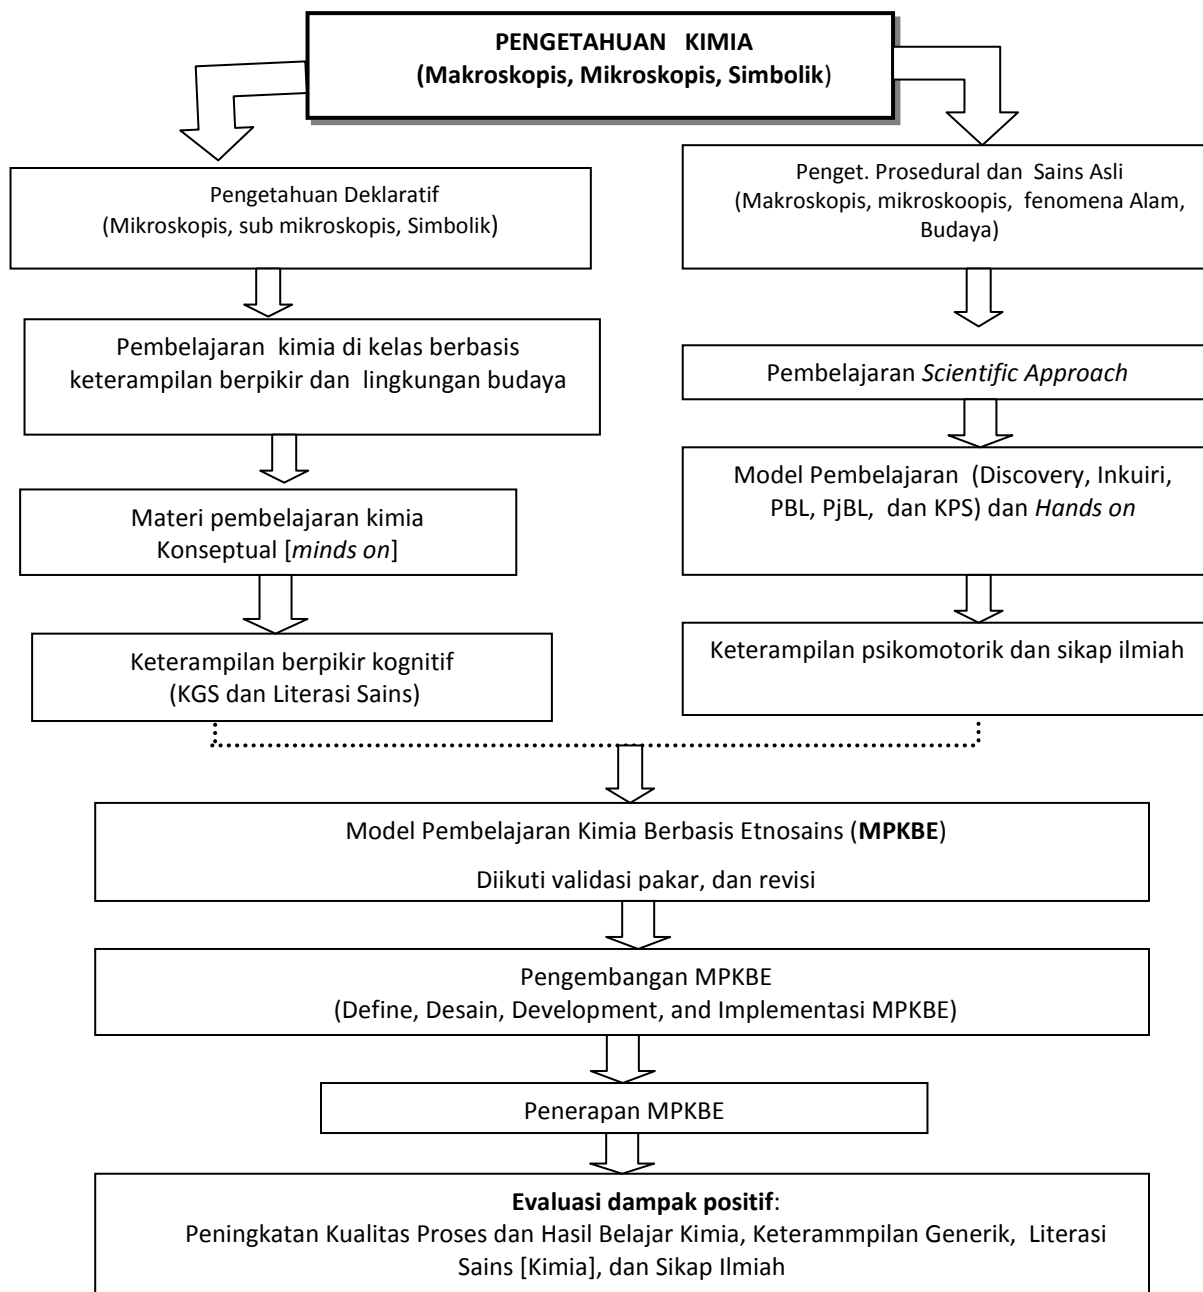 PENGETAHUAN KIMIA
(Makroskopis, Mikroskopis, Simbolik)
Pengetahuan Deklaratif
(Mikroskopis, sub mikroskopis, Simbolik)
Penget. Prosedural dan Sains Asli
(Makroskopis, mikroskoopis, fenomena Alam,
Budaya)
Pembelajaran kimia di kelas berbasis
keterampilan berpikir dan lingkungan budaya
Pembelajaran Scientific Approach
Materi pembelajaran kimia
Konseptual [minds on]
Model Pembelajaran (Discovery, Inkuiri,
PBL, PjBL, dan KPS) dan Hands on
Keterampilan berpikir kognitif
(KGS dan Literasi Sains)
Keterampilan psikomotorik dan sikap ilmiah
Model Pembelajaran Kimia Berbasis Etnosains (MPKBE)
Diikuti validasi pakar, dan revisi
Pengembangan MPKBE
(Define, Desain, Development, and Implementasi MPKBE)
Penerapan MPKBE
Evaluasi dampak positif:
Peningkatan Kualitas Proses dan Hasil Belajar Kimia, Keterammpilan Generik, Literasi
Sains [Kimia], dan Sikap Ilmiah